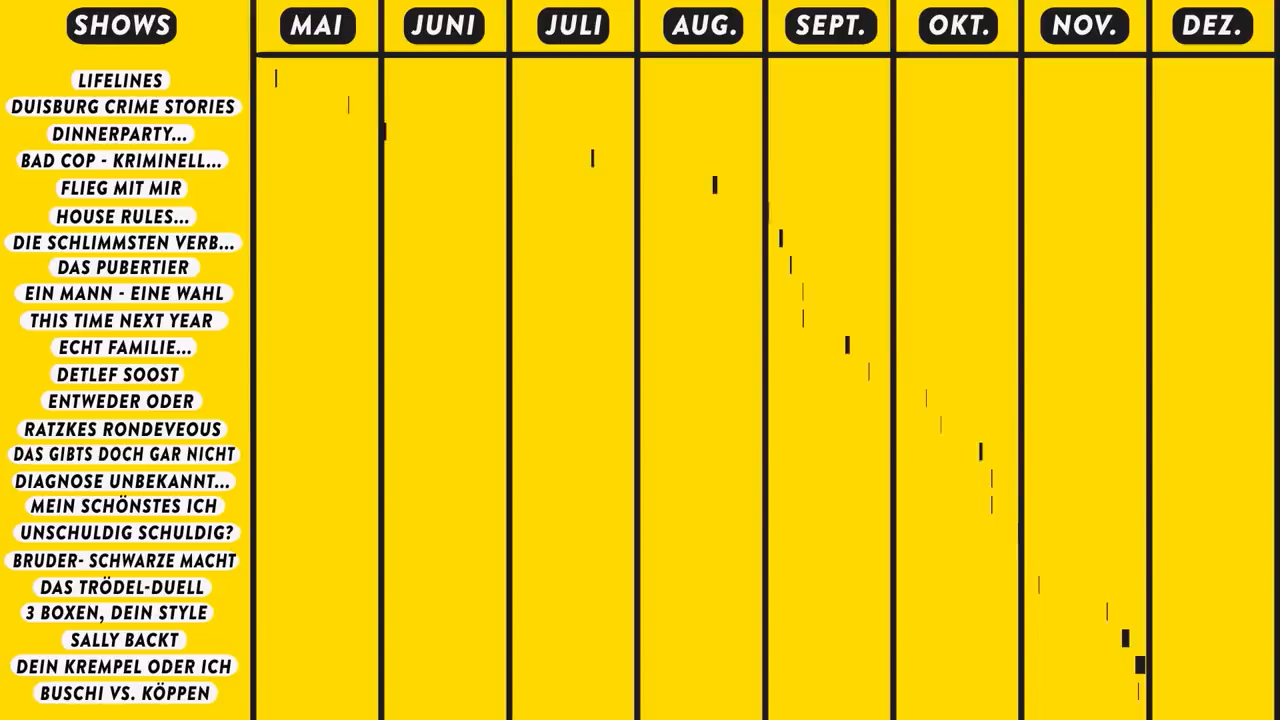 SHOWS MAI JUNI JULI AUG. SEPT. OKT. NOV. DEZ.
LIFELINES
DUISBURG CRIME STORIES
DINNERPARTY...
BAD COP - KRIMINELL...
FLIEG MIT MIR
HOUSE RULES...
DIE SCHLIMMSTEN VERB...
DAS PUBERTIER
EIN MANN - EINE WAHL
THIS TIME NEXT YEAR
ECHT FAMILIE...
DETLEF SOOST
ENTWEDER ODER
RATZKES RONDEVEOUS
DAS GIBTS DOCH GAR NICHT
DIAGNOSE UNBEKANNT...
MEIN SCHÖNSTES ICH
UNSCHULDIG SCHULDIG?
BRUDER- SCHWARZE MACHT
DAS TRÖDEL-DUELL
3 BOXEN, DEIN STYLE
SALLY BACKT
DEIN KREMPEL ODER ICH
BUSCHI VS. KÖPPEN